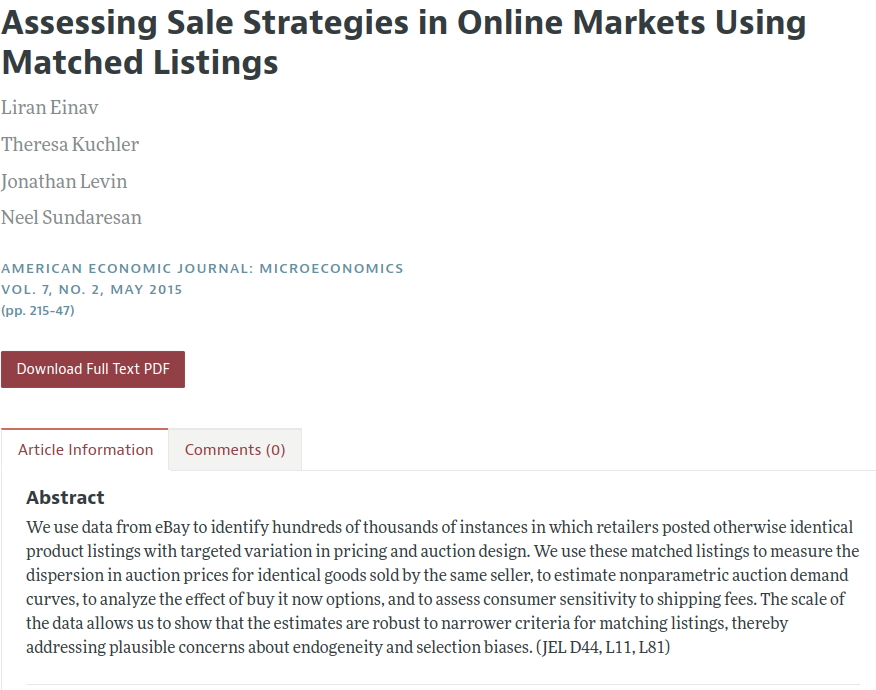 Assessing Sale Strategies in Online Markets Using
Matched Listings
Liran Einav
Theresa Kuchler
Jonathan Levin
Neel Sundaresan
AMERICAN ECONOMIC JOURNAL: MICROECONOMICS
VOL. 7, NO. 2, MAY 2015
(pp. 215-47)
Download Full Text PDF
Article Information
Comments (0)
Abstract
We use data from eBay to identify hundreds of thousands of instances in which retailers posted otherwise identical
product listings with targeted variation in pricing and auction design. We use these matched listings to measure the
dispersion in auction prices for identical goods sold by the same seller, to estimate nonparametric auction demand
curves, to analyze the effect of buy it now options, and to assess consumer sensitivity to shipping fees. The scale of
the data allows us to show that the estimates are robust to narrower criteria for matching listings, thereby
addressing plausible concerns about endogeneity and selection biases. (JEL D44, L11, L81)